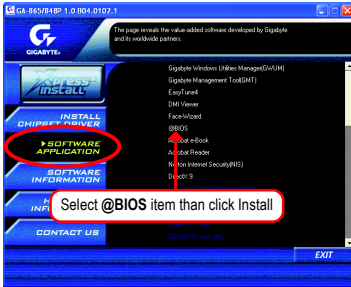 GA-865/848P 1.0 B04.0102.1
The page reveals the value-added software developed by Gigabyte
and its worldwide partners.
GIGABYTE
Xpress
Install
INSTALL
CHIPSET DRIVER
SOFTWARE
APPLICATION
SOFTWARE
INFORMATION
CONTACT US
Gigabyte Windows Utilities Manager(GWUM)
Gigabyte Management Tool(GMT)
EasyTune4
DMI Viewer
Face-Wizard
@BIOS
Acrobat e-Book
Acrobat Reader
Norton Internet Security(NIS)
DirectX 9
Select @BIOS item than click Install
EXIT